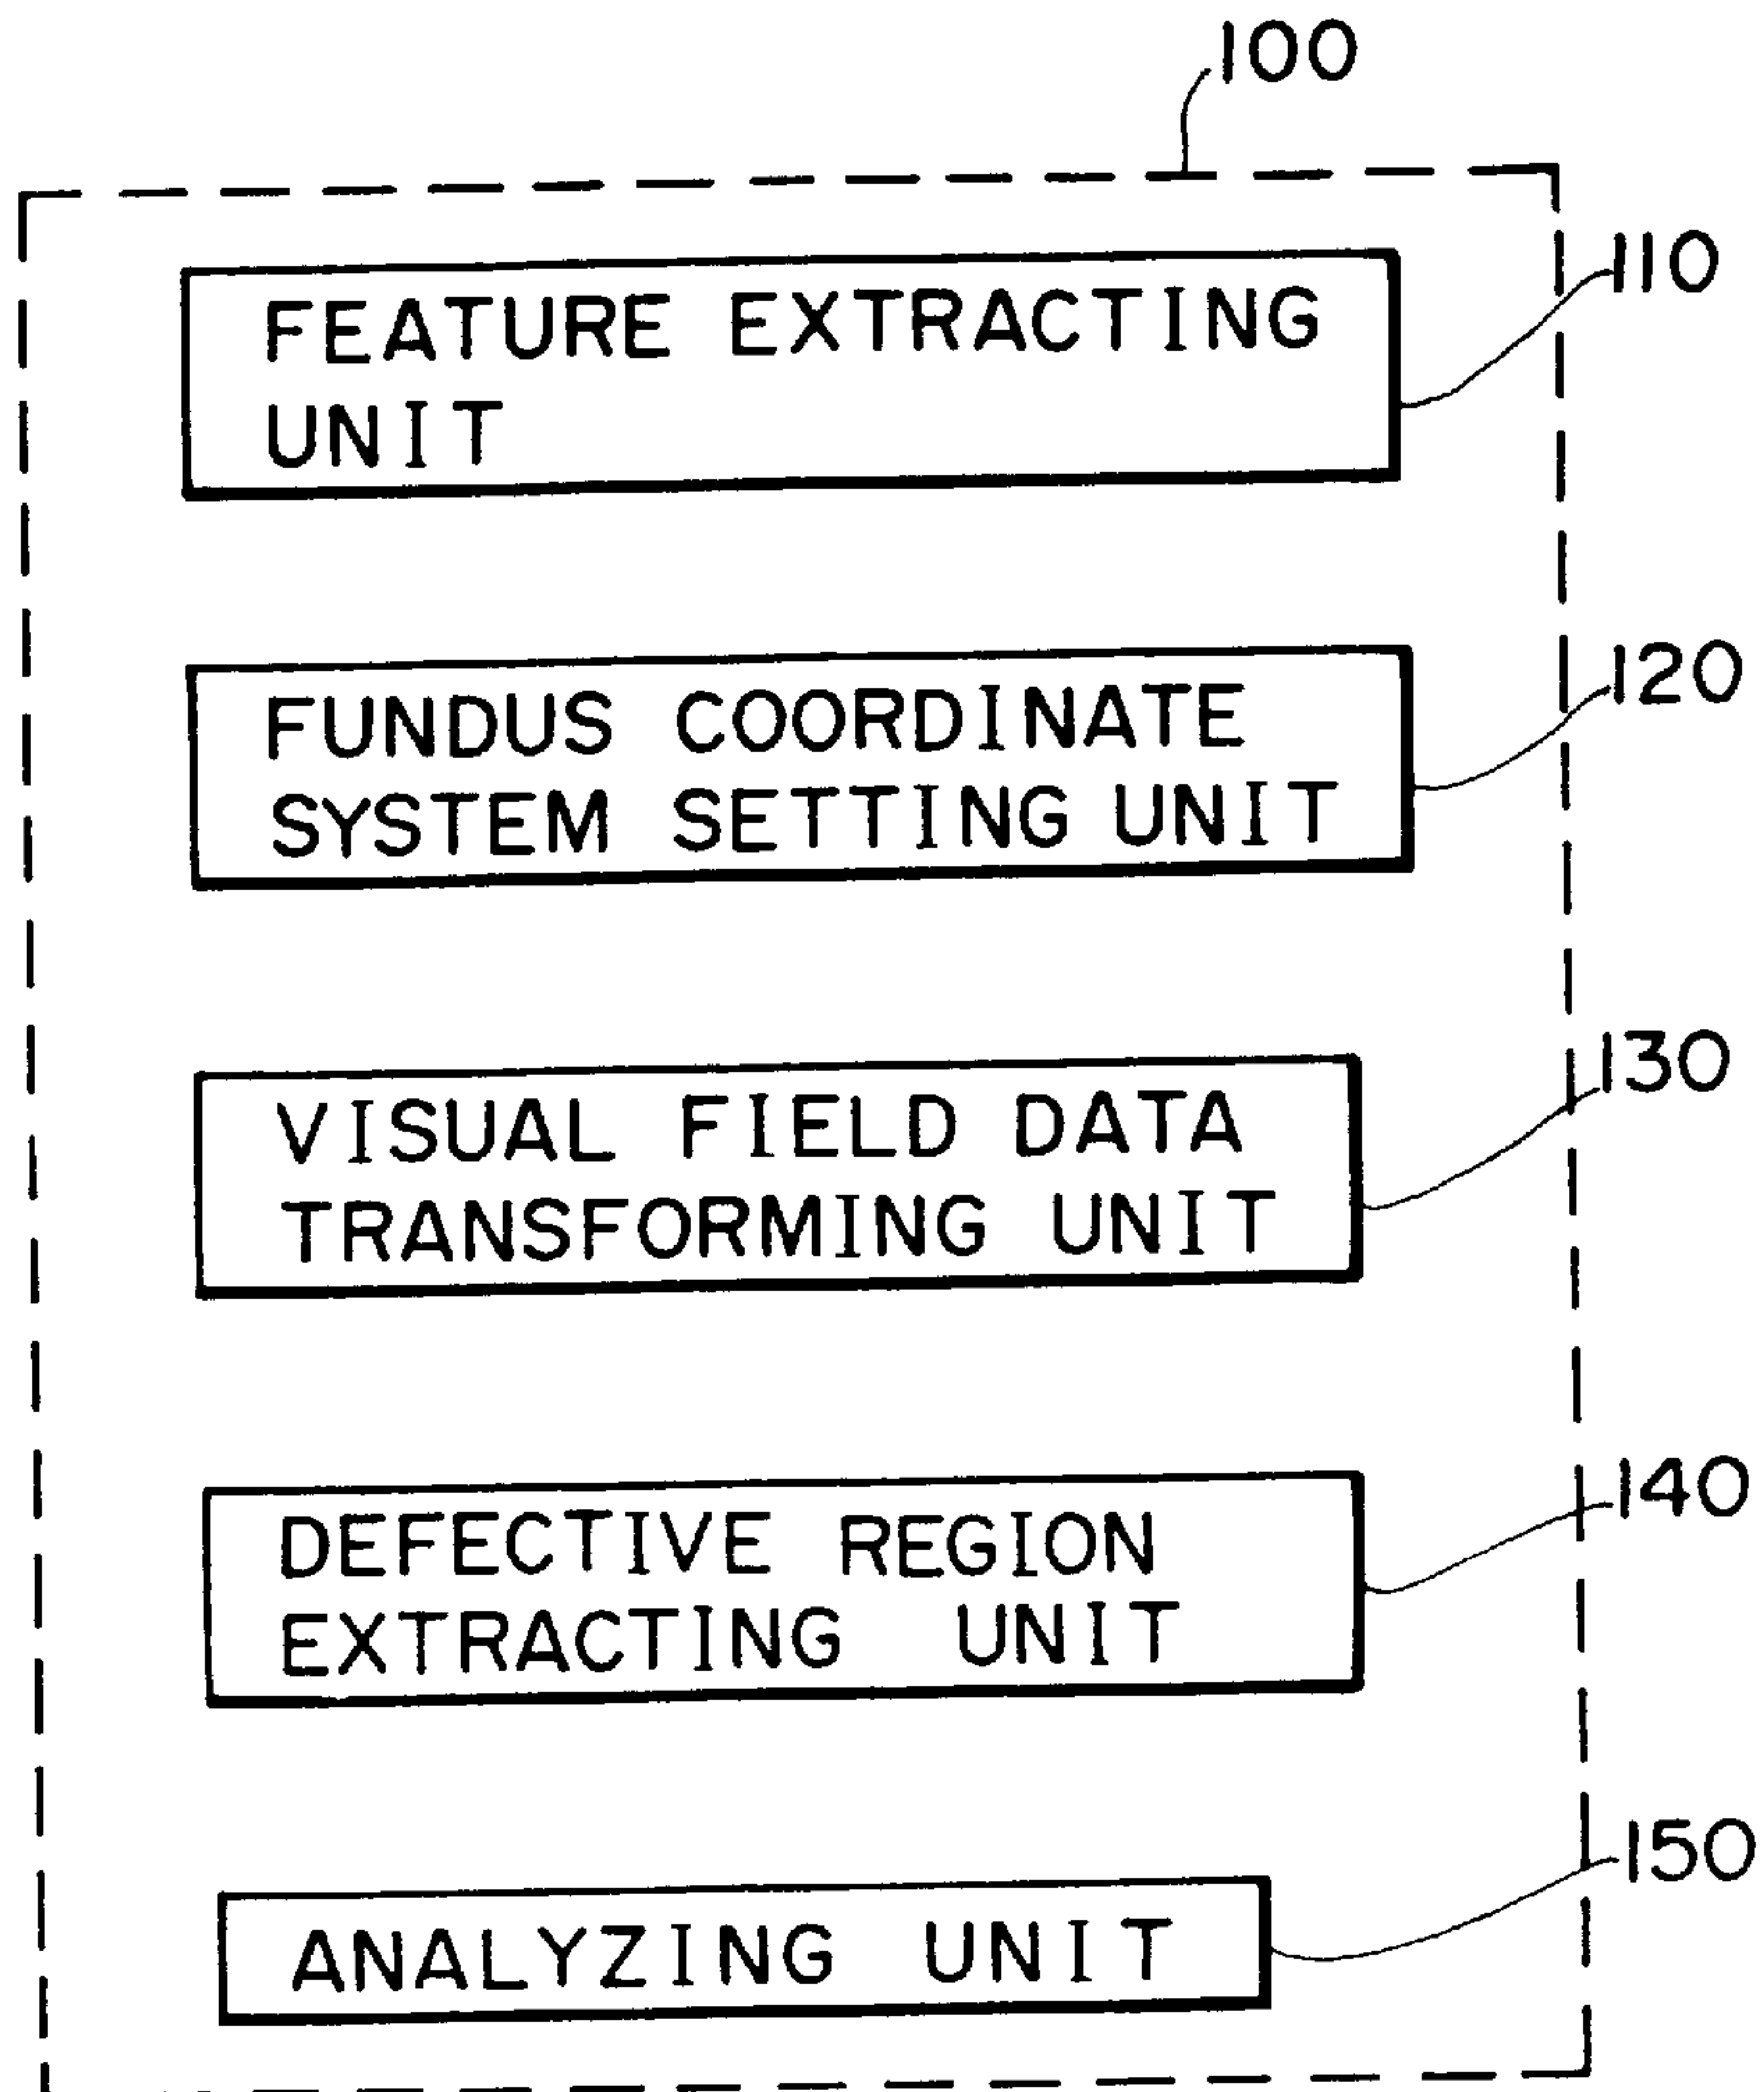 100
FEATURE EXTRACTING
UNIT
110
FUNDUS COORDINATE
SYSTEM SETTING UNIT
120
VISUAL FIELD DATA
TRANSFORMING UNIT
130
DEFECTIVE REGION
EXTRACTING UNIT
140
ANALYZING UNIT
150